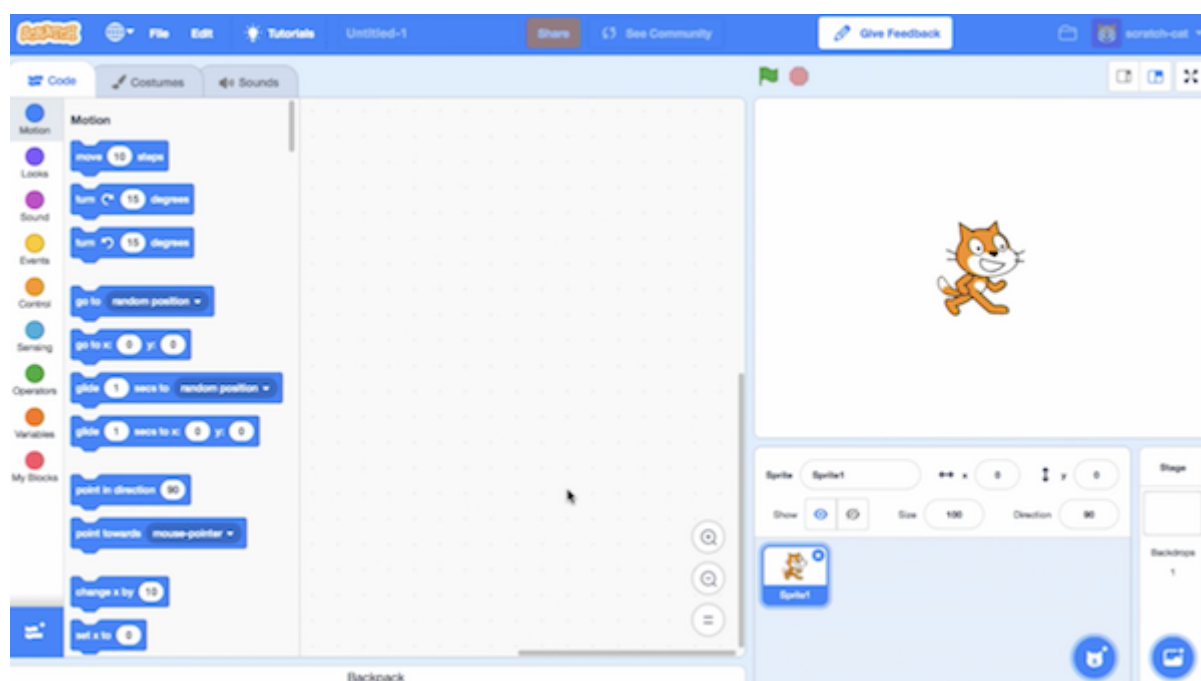 SCRATCH File Edit Tutorials Untitled-1 Share See Community Give Feedback scratch-cat
Code Costumes Sounds
Motion
Looks
Sound
Events
Control
Sensing
Operators
Variables
My Blocks
Motion
move 10 steps
turn 15 degrees
turn 15 degrees
go to random position
go to x: 0 y: 0
glide 1 secs to random position
glide 1 secs to x: 0 y: 0
point in direction 90
point towards mouse-pointer
change x by 10
set x to 0
Backpack
Sprite Sprite1 x 0 y 0
Show Size 100 Direction 90
Sprite1
Stage
Backdrops
1